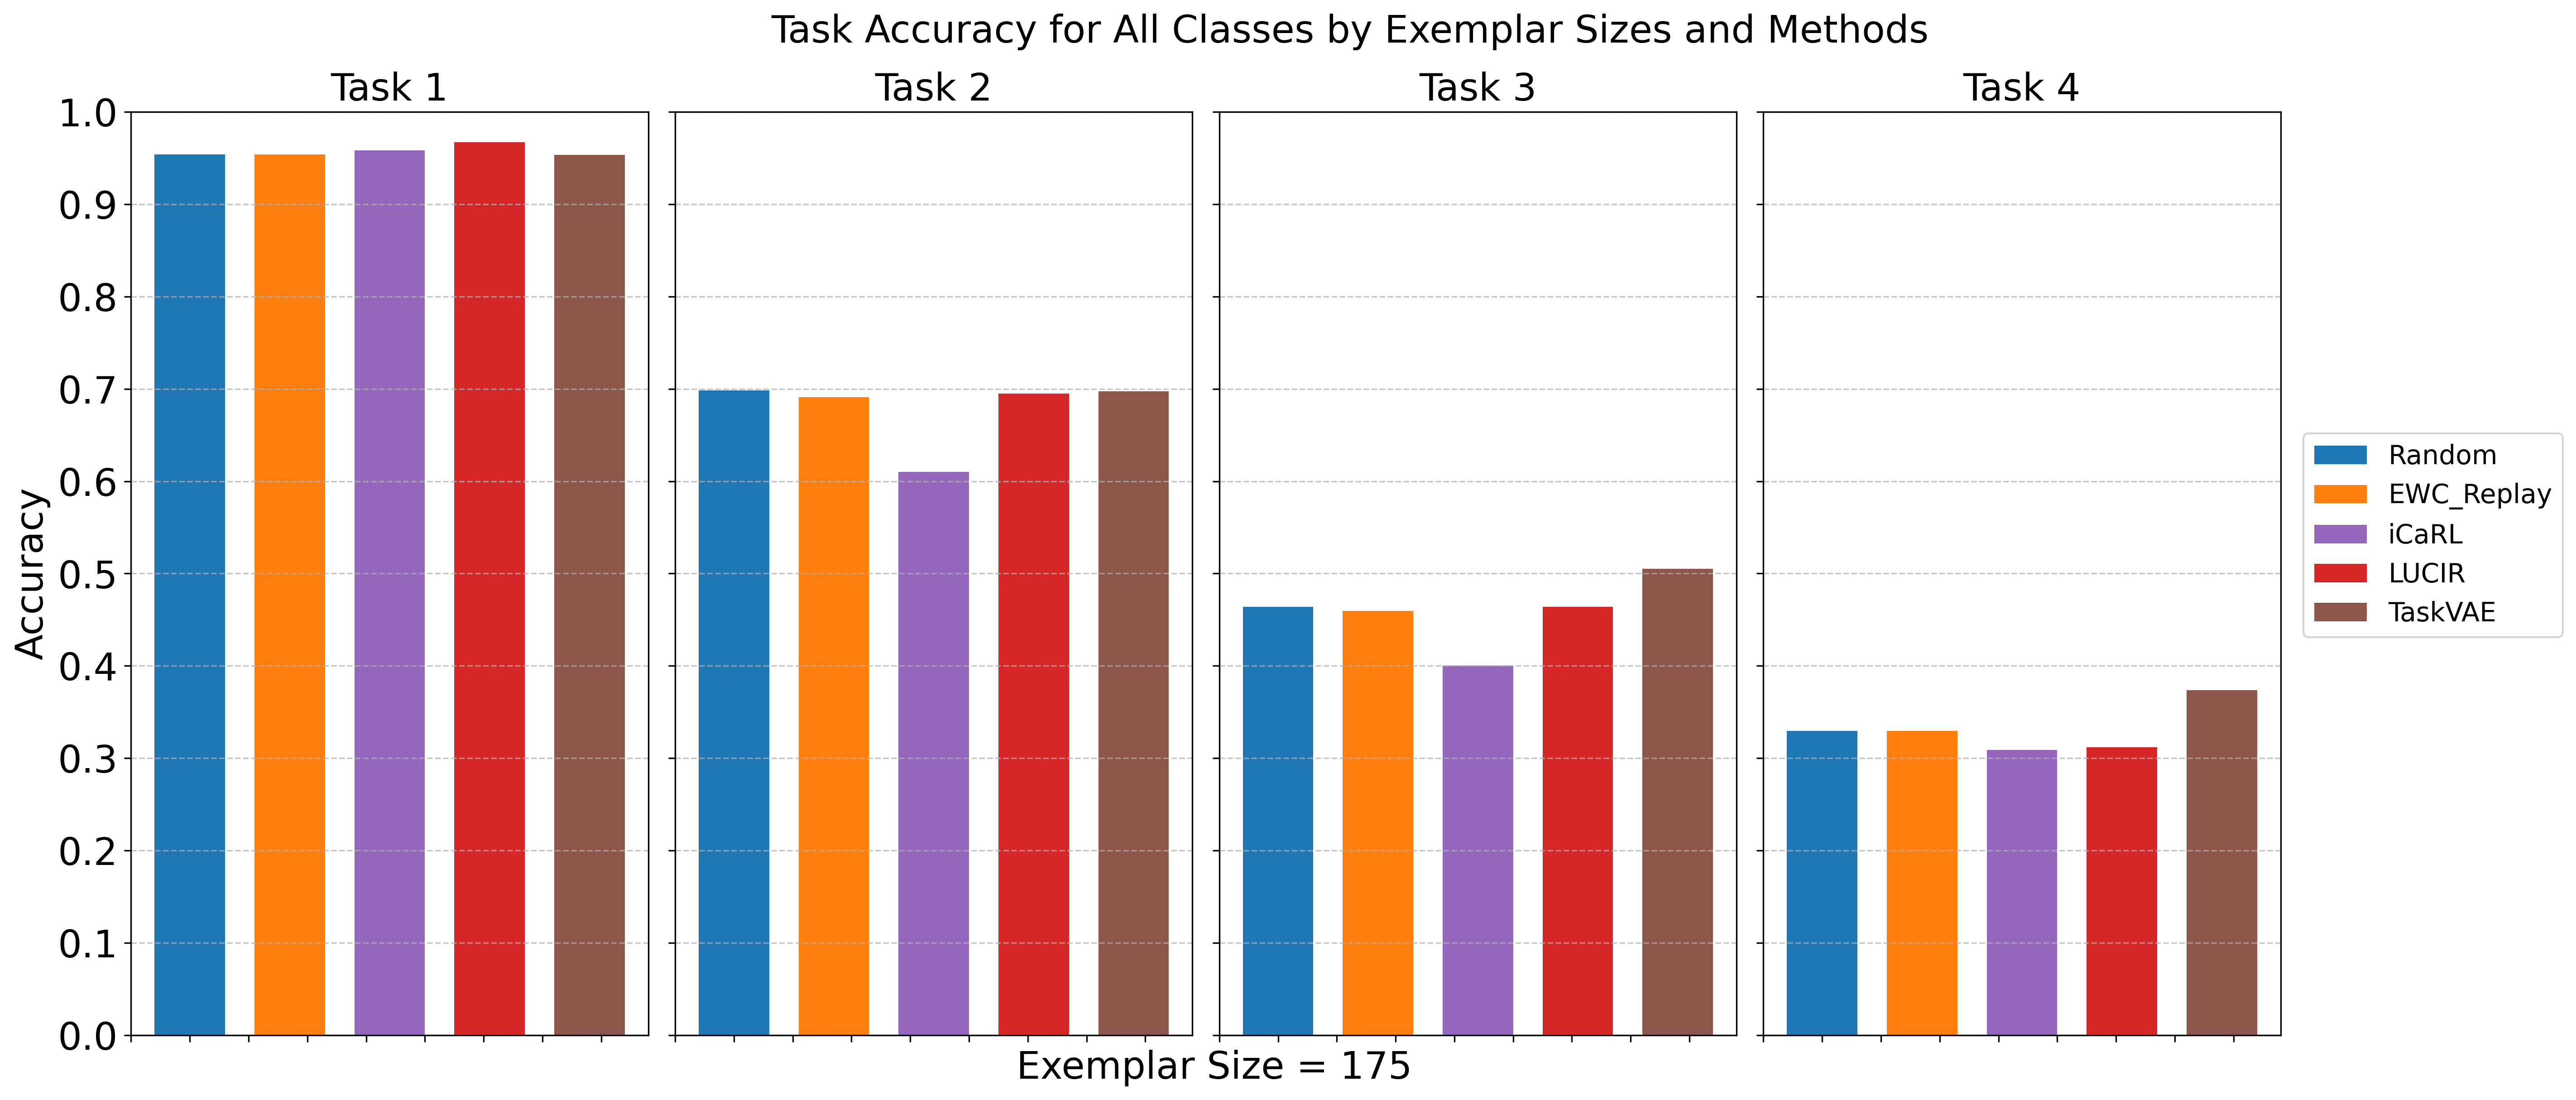 Task Accuracy for All Classes by Exemplar Sizes and Methods
Task 1
Task 2
Task 3
Task 4
Accuracy
1.0
0.9
0.8
0.7
0.6
0.5
0.4
0.3
0.2
0.1
0.0
Exemplar Size = 175
Random
EWC_Replay
iCaRL
LUCIR
TaskVAE